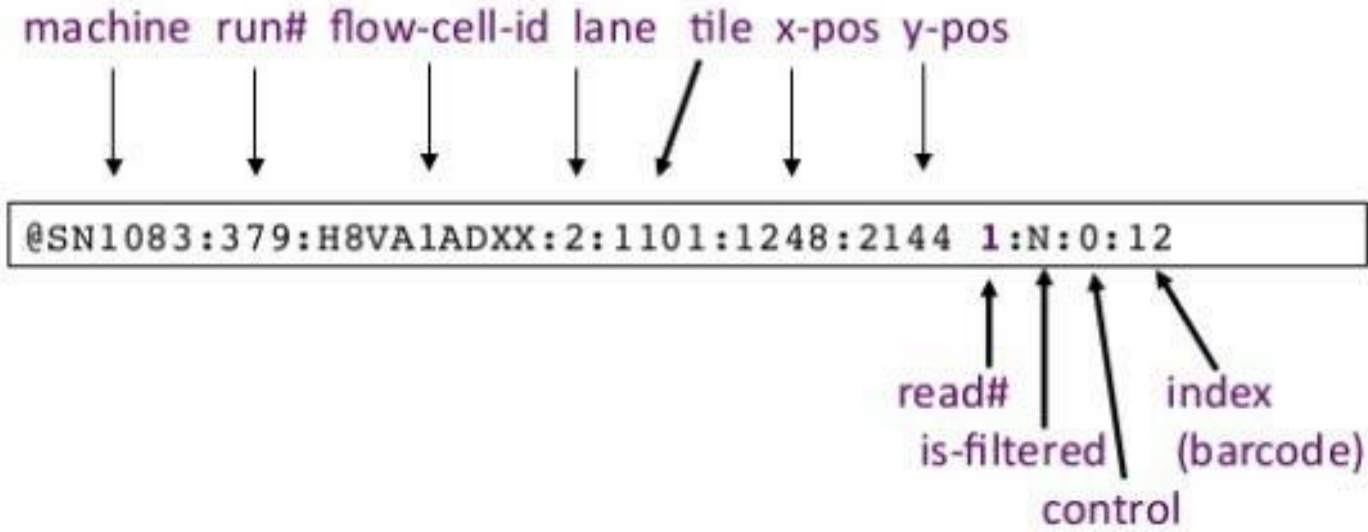 machine run# flow-cell-id lane tile x-pos y-pos
@SN1083:379:H8VA1ADXX:2:1101:1248:2144 1:N:0:12
read# index
is-filtered (barcode)
control